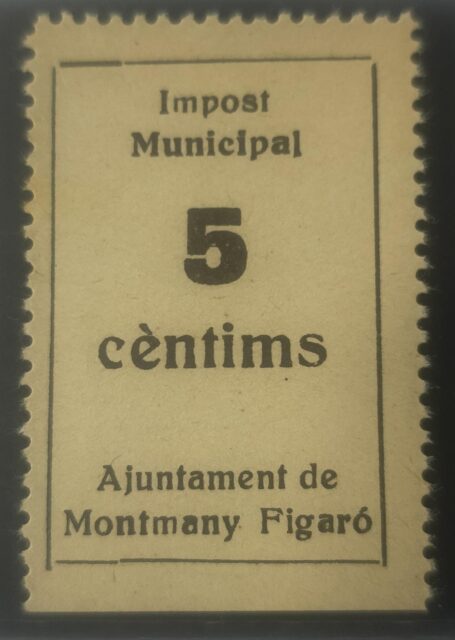 Impost
Municipal
5
cèntims
Ajuntament de
Montmany Figaró